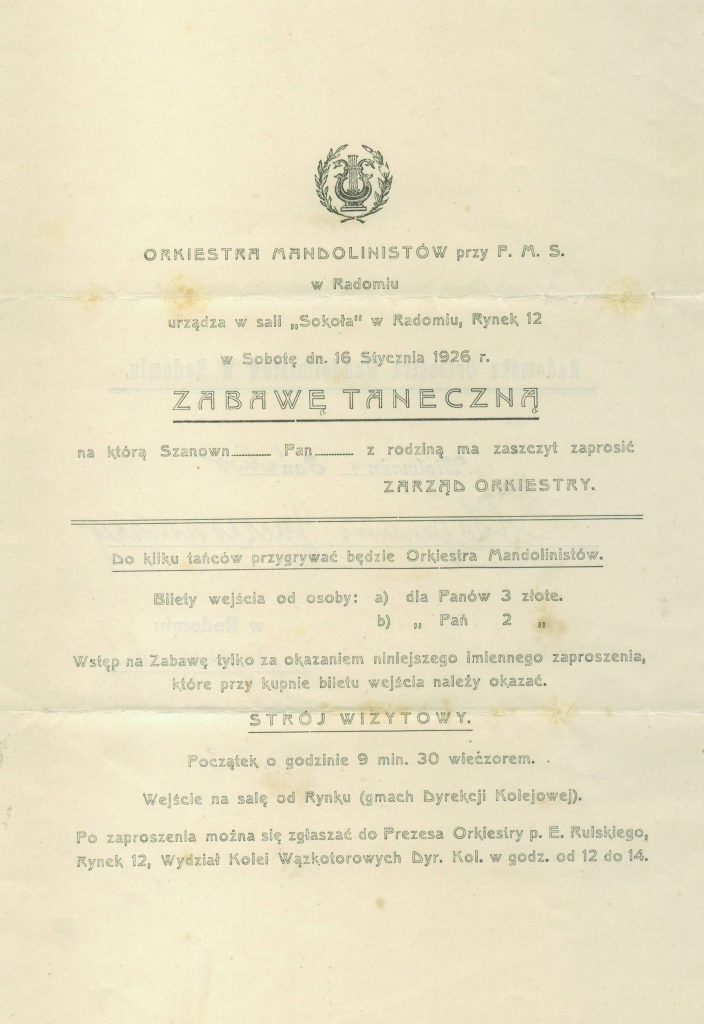 ORKIESTRA MANDOLINISTÓW przy P. M. S.
w Radomiu
urządza w sali „Sokoła" w Radomiu, Rynek 12
w Sobotę dn. 16 Stycznia 1926 r.
ZABAWĘ TANECZNĄ
na którą Szanown______ Pan______ z rodziną ma zaszczyt zaprosić
ZARZĄD ORKIESTRY.
Do kilku tańców przygrywać będzie Orkiestra Mandolinistów.
Bilety wejścia od osoby: a) dla Panów 3 złote.
b) „ Pań 2 „
Wstęp na Zabawę tylko za okazaniem niniejszego imiennego zaproszenia,
które przy kupnie biletu wejścia należy okazać.
STRÓJ WIZYTOWY.
Początek o godzinie 9 min. 30 wieczorem.
Wejście na salę od Rynku (gmach Dyrekcji Kolejowej).
Po zaproszenia można się zgłaszać do Prezesa Orkiestry p. E. Rulskiego,
Rynek 12, Wydział Kolei Wązkotorowych Dyr. Kol. w godz. od 12 do 14.